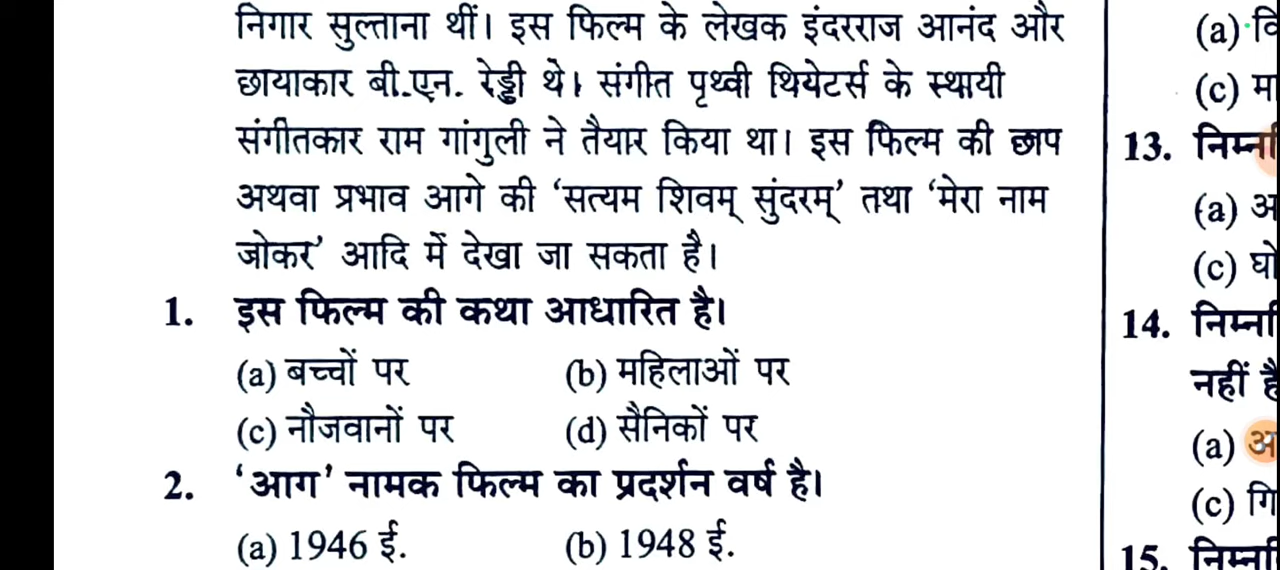 निगार सुल्ताना थीं। इस फिल्म के लेखक इंदरराज आनंद और
छायाकार बी.एन. रेड्डी थे। संगीत पृथ्वी थियेटर्स के स्थायी
संगीतकार राम गांगुली ने तैयार किया था। इस फिल्म की छाप
अथवा प्रभाव आगे की ‘सत्यम शिवम् सुंदरम्’ तथा ‘मेरा नाम
जोकर’ आदि में देखा जा सकता है।
1. इस फिल्म की कथा आधारित है।
(a) बच्चों पर (b) महिलाओं पर
(c) नौजवानों पर (d) सैनिकों पर
2. ‘आग’ नामक फिल्म का प्रदर्शन वर्ष है।
(a) 1946 ई. (b) 1948 ई.
(a)
(c)
13.
(a)
(c)
14.
नहीं
(a)
(c)
15.